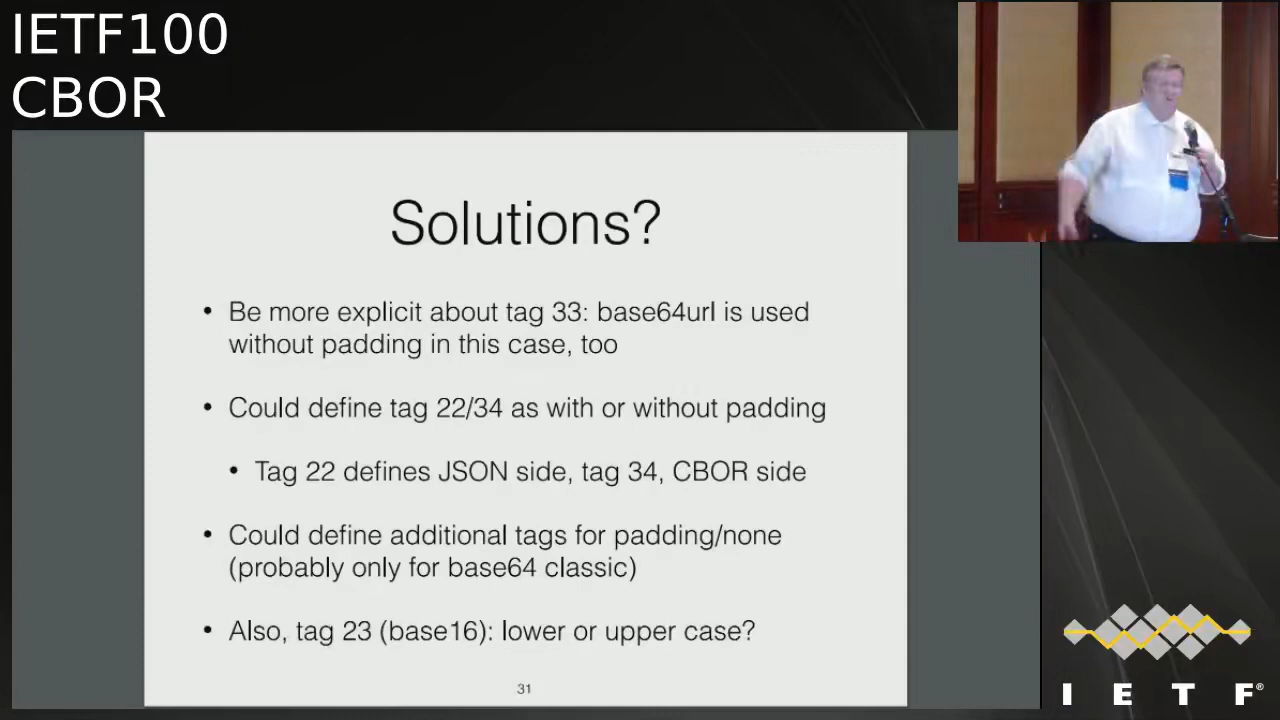 IETF100
CBOR
Solutions?
• Be more explicit about tag 33: base64url is used
without padding in this case, too
• Could define tag 22/34 as with or without padding
• Tag 22 defines JSON side, tag 34, CBOR side
• Could define additional tags for padding/none
(probably only for base64 classic)
• Also, tag 23 (base16): lower or upper case?
31
I E T F®